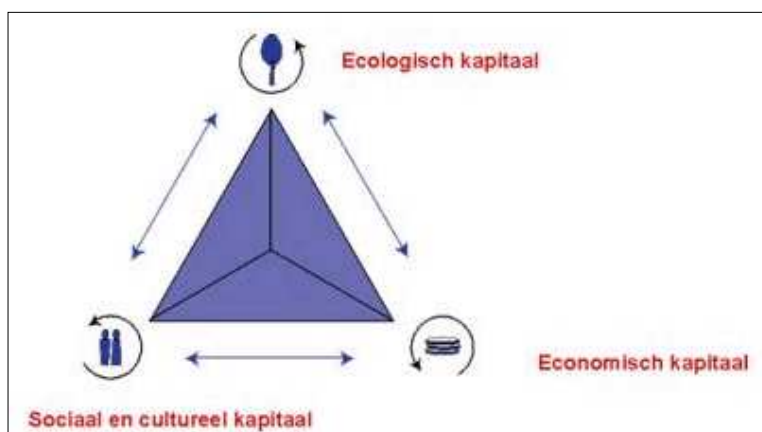 Ecologisch kapitaal
Economisch kapitaal
Sociaal en cultureel kapitaal